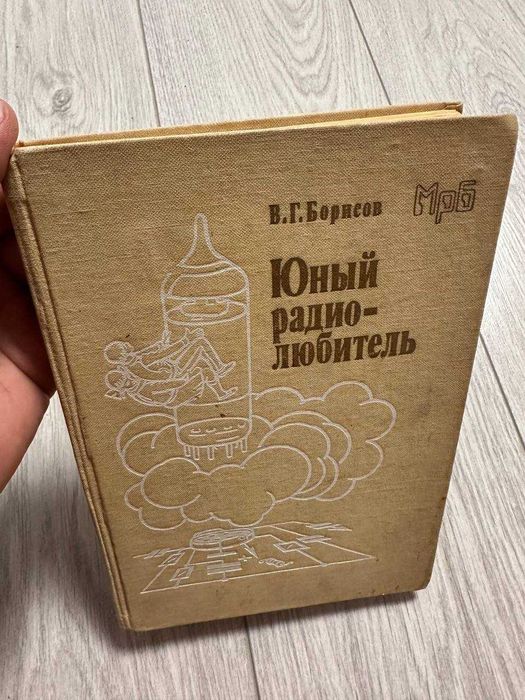 В.Г.Борисов
МРБ
Юный
радио-
любитель